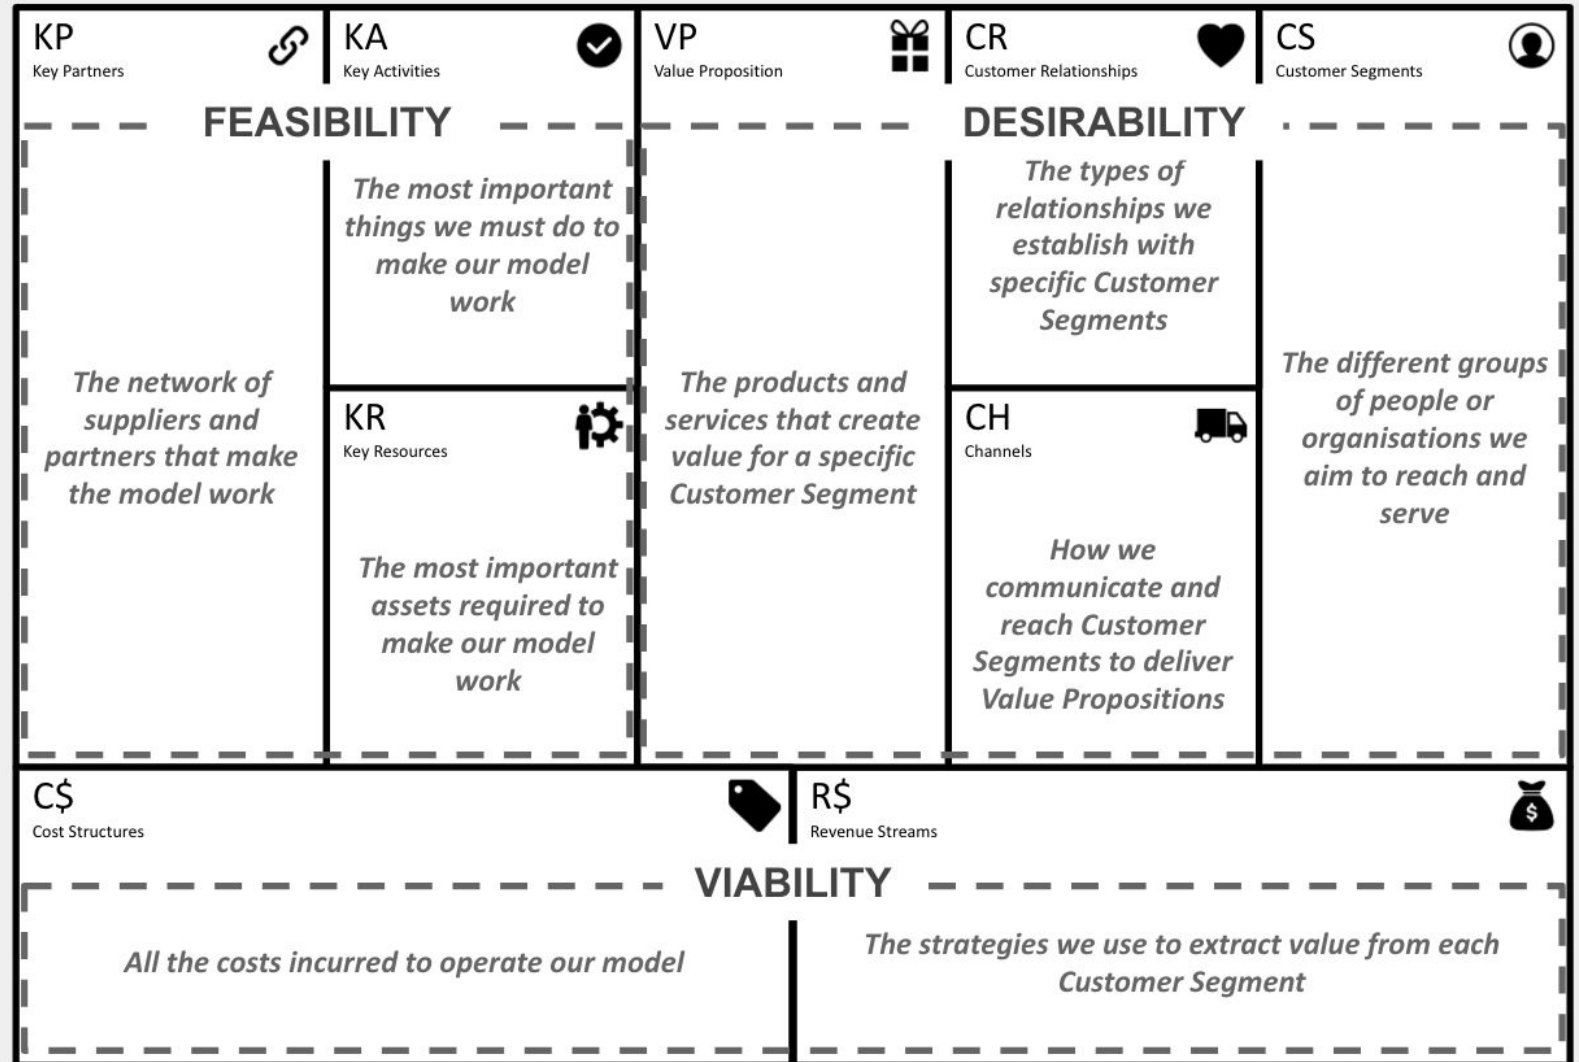 KP
Key Partners
KA
Key Activities
VP
Value Proposition
CR
Customer Relationships
CS
Customer Segments
FEASIBILITY
DESIRABILITY
The network of
suppliers and
partners that make
the model work
The most important
things we must do to
make our model
work
KR
Key Resources
The most important
assets required to
make our model
work
The products and
services that create
value for a specific
Customer Segment
The types of
relationships we
establish with
specific Customer
Segments
CH
Channels
How we
communicate and
reach Customer
Segments to deliver
Value Propositions
The different groups
of people or
organisations we
aim to reach and
serve
C$
Cost Structures
R$
Revenue Streams
$
VIABILITY
All the costs incurred to operate our model
The strategies we use to extract value from each
Customer Segment